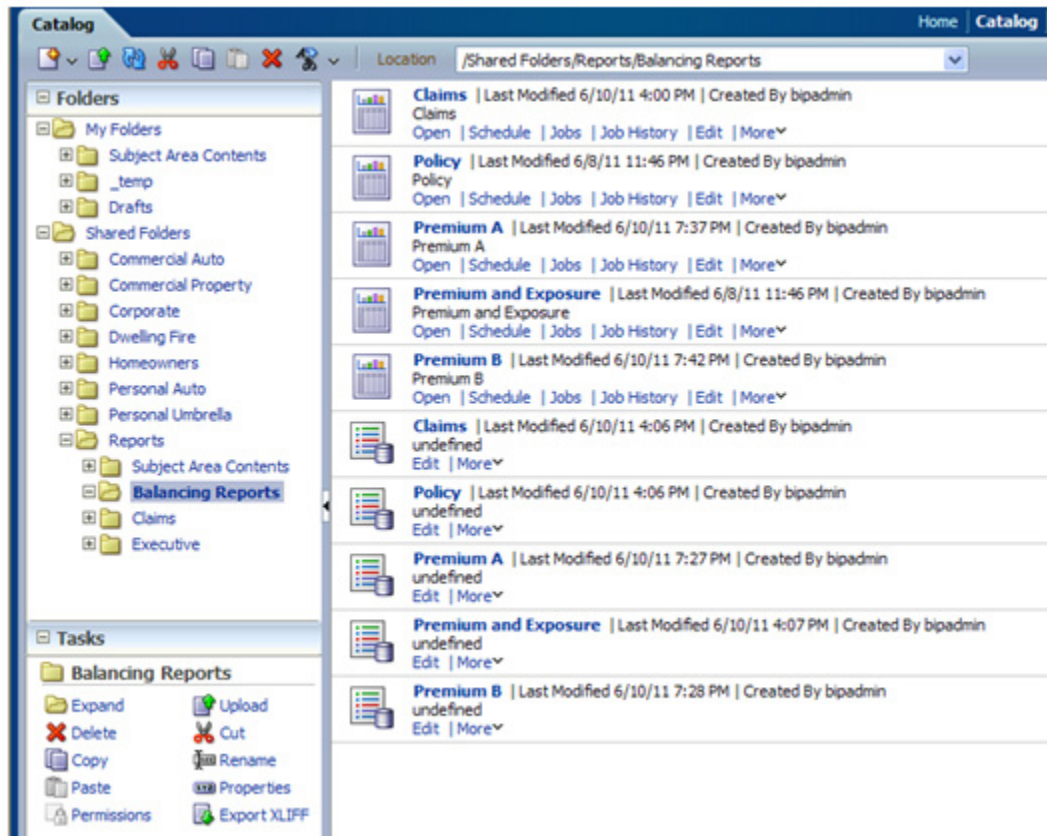 Catalog
Home | Catalog
Location /Shared Folders/Reports/Balancing Reports
Folders
My Folders
Subject Area Contents
_temp
Drafts
Shared Folders
Commercial Auto
Commercial Property
Corporate
Dwelling Fire
Homeowners
Personal Auto
Personal Umbrella
Reports
Subject Area Contents
Balancing Reports
Claims
Executive
Tasks
Balancing Reports
Expand Upload
Delete Cut
Copy Rename
Paste Properties
Permissions Export XLIFF
Claims | Last Modified 6/10/11 4:00 PM | Created By bipadmin
Claims
Open | Schedule | Jobs | Job History | Edit | More
Policy | Last Modified 6/8/11 11:46 PM | Created By bipadmin
Policy
Open | Schedule | Jobs | Job History | Edit | More
Premium A | Last Modified 6/10/11 7:37 PM | Created By bipadmin
Premium A
Open | Schedule | Jobs | Job History | Edit | More
Premium and Exposure | Last Modified 6/8/11 11:46 PM | Created By bipadmin
Premium and Exposure
Open | Schedule | Jobs | Job History | Edit | More
Premium B | Last Modified 6/10/11 7:42 PM | Created By bipadmin
Premium B
Open | Schedule | Jobs | Job History | Edit | More
Claims | Last Modified 6/10/11 4:06 PM | Created By bipadmin
undefined
Edit | More
Policy | Last Modified 6/10/11 4:06 PM | Created By bipadmin
undefined
Edit | More
Premium A | Last Modified 6/10/11 7:27 PM | Created By bipadmin
undefined
Edit | More
Premium and Exposure | Last Modified 6/10/11 4:07 PM | Created By bipadmin
undefined
Edit | More
Premium B | Last Modified 6/10/11 7:28 PM | Created By bipadmin
undefined
Edit | More